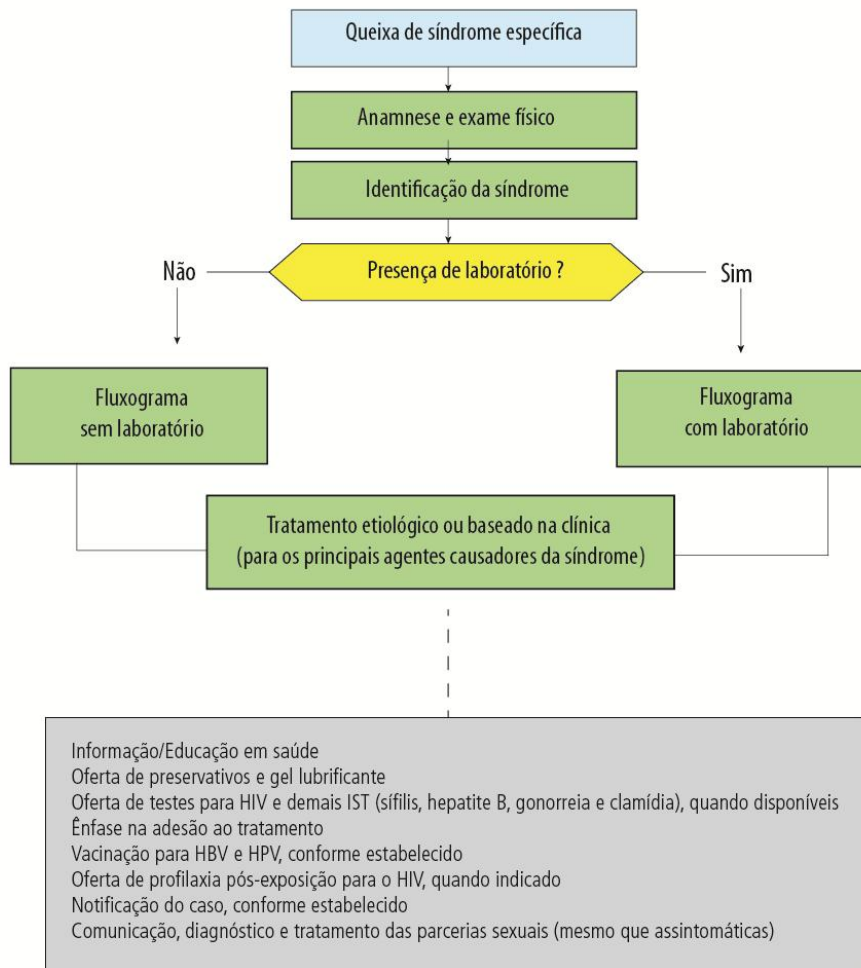 Queixa de síndrome específica
Anamnese e exame físico
Identificação da síndrome
Presença de laboratório ?
Não
Sim
Fluxograma
sem laboratório
Fluxograma
com laboratório
Tratamento etiológico ou baseado na clínica
(para os principais agentes causadores da síndrome)
Informação/Educação em saúde
Oferta de preservativos e gel lubrificante
Oferta de testes para HIV e demais IST (sífilis, hepatite B, gonorreia e clamídia), quando disponíveis
Ênfase na adesão ao tratamento
Vacinação para HBV e HPV, conforme estabelecido
Oferta de profilaxia pós-exposição para o HIV, quando indicado
Notificação do caso, conforme estabelecido
Comunicação, diagnóstico e tratamento das parcerias sexuais (mesmo que assintomáticas)